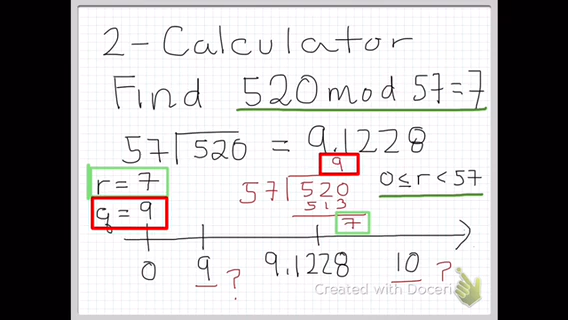 2-Calculator
Find 520 mod 57=7
57 520 = 9.1228
9
r = 7
57 520
0≤r<57
513
q = 9
7
0 9 ? 9.1228 10 ?
Created with Doceri